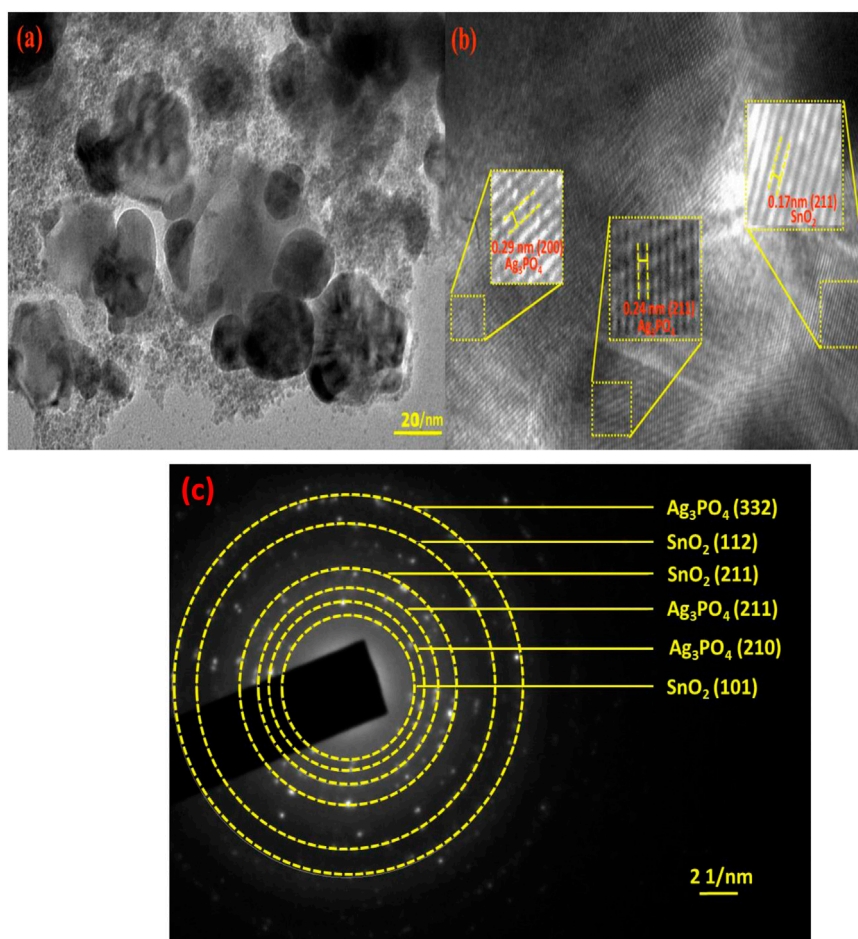 (a)
20/nm
(b)
0.29 nm (200)
Ag₃PO₄
0.24 nm (211)
Ag₃PO₄
0.17nm (211)
SnO₂
(c)
Ag₃PO₄ (332)
SnO₂ (112)
SnO₂ (211)
Ag₃PO₄ (211)
Ag₃PO₄ (210)
SnO₂ (101)
2 1/nm